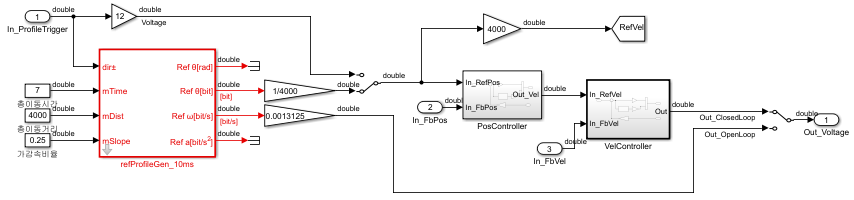 double
1
In_ProfileTrigger
12
Voltage
double
double
4000
double
RefVel
double
dir±
Ref θ[rad]
double
7
double
총이동시간
mTime
Ref θ[bit]
double
[bit]
1/4000
double
double
In_RefPos
Out_Vel
In_FbPos
double
2
double
In_FbPos
PosController
In_RefVel
Out
In_FbVel
double
VelController
4000
double
총이동거리
mDist
Ref ω[bit/s]
double
[bit/s]
0.0013125
double
Out_ClosedLoop
Out_OpenLoop
double
1
Out_Voltage
0.25
double
가감속비율
mSlope
Ref a[bit/s²]
double
refProfileGen_10ms
3
double
In_FbVel